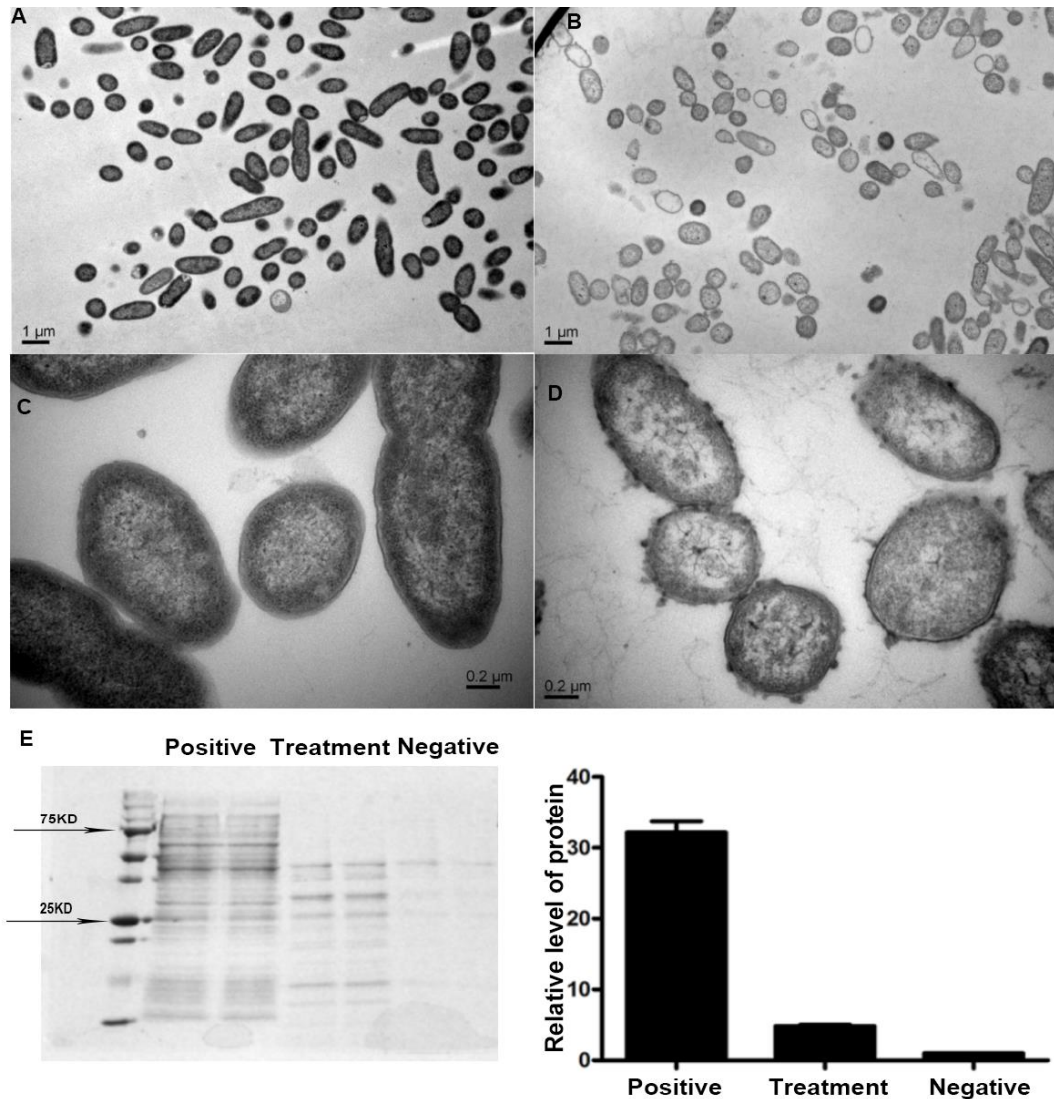 A
B
1 µm
1 µm
C
D
0.2 µm
0.2 µm
E
Positive Treatment Negative
75KD
25KD
Relative level of protein
40
30
20
10
0
Positive Treatment Negative